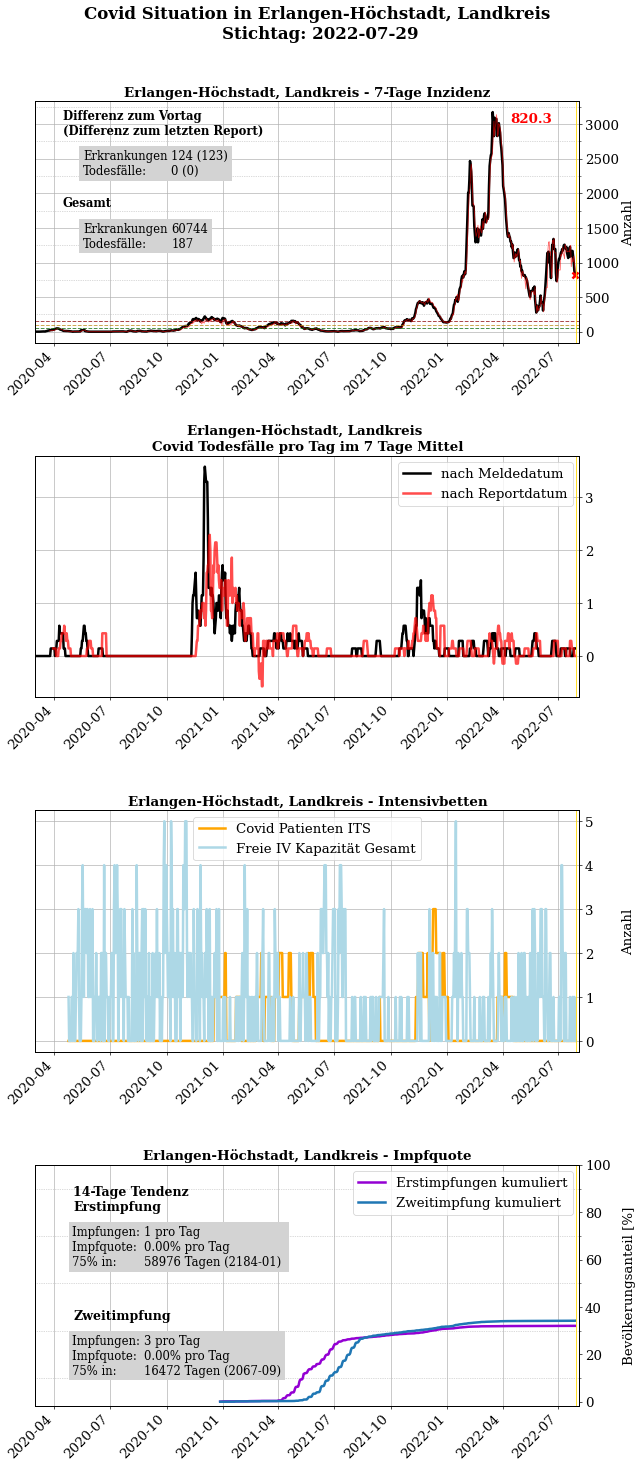 Covid Situation in Erlangen-Höchstadt, Landkreis
Stichtag: 2022-07-29
Erlangen-Höchstadt, Landkreis - 7-Tage Inzidenz
Differenz zum Vortag
(Differenz zum letzten Report)
Erkrankungen 124 (123)
Todesfälle: 0 (0)
Gesamt
Erkrankungen 60744
Todesfälle: 187
820.3
3000
2500
2000
1500
1000
500
0
Anzahl
2020-04
2020-07
2020-10
2021-01
2021-04
2021-07
2021-10
2022-01
2022-04
2022-07
Erlangen-Höchstadt, Landkreis
Covid Todesfälle pro Tag im 7 Tage Mittel
nach Meldedatum
nach Reportdatum
3
2
1
0
2020-04
2020-07
2020-10
2021-01
2021-04
2021-07
2021-10
2022-01
2022-04
2022-07
Erlangen-Höchstadt, Landkreis - Intensivbetten
Covid Patienten ITS
Freie IV Kapazität Gesamt
5
4
3
2
1
0
Anzahl
2020-04
2020-07
2020-10
2021-01
2021-04
2021-07
2021-10
2022-01
2022-04
2022-07
Erlangen-Höchstadt, Landkreis - Impfquote
14-Tage Tendenz
Erstimpfung
Impfungen: 1 pro Tag
Impfquote: 0.00% pro Tag
75% in: 58976 Tagen (2184-01)
Zweitimpfung
Impfungen: 3 pro Tag
Impfquote: 0.00% pro Tag
75% in: 16472 Tagen (2067-09)
Erstimpfungen kumuliert
Zweitimpfung kumuliert
100
80
60
40
20
0
Bevölkerungsanteil [%]
2020-04
2020-07
2020-10
2021-01
2021-04
2021-07
2021-10
2022-01
2022-04
2022-07